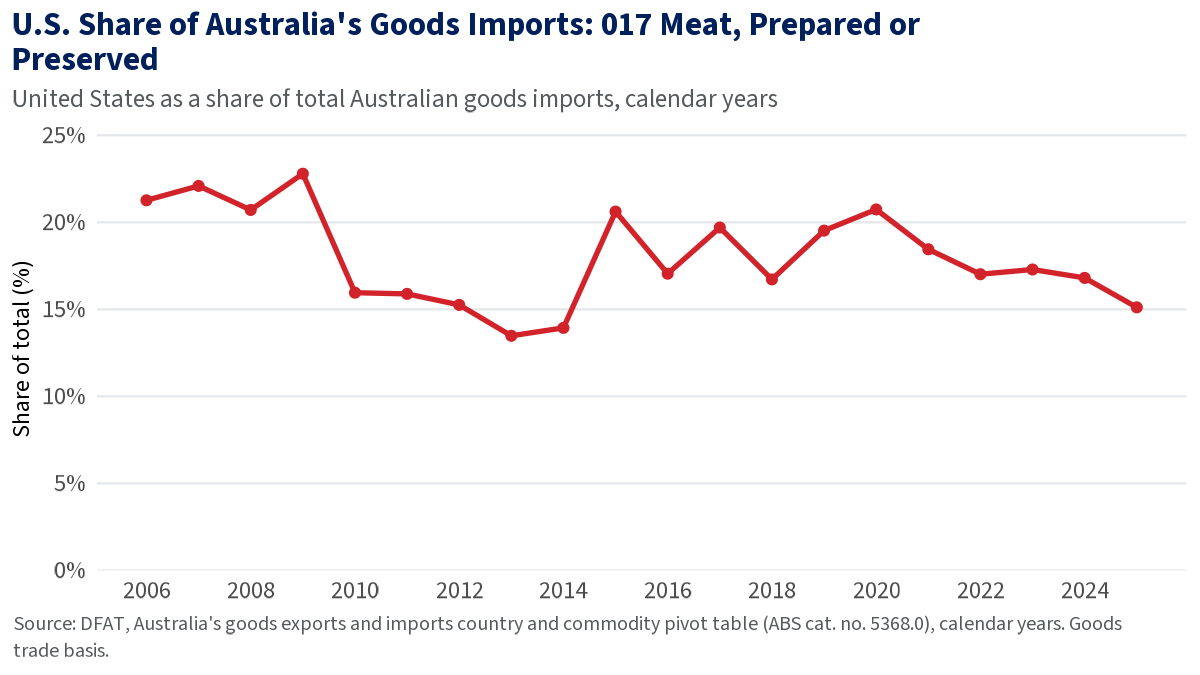 U.S. Share of Australia's Goods Imports: 017 Meat, Prepared or
Preserved
United States as a share of total Australian goods imports, calendar years
Share of total (%)
25%
20%
15%
10%
5%
0%
2006 2008 2010 2012 2014 2016 2018 2020 2022 2024
Source: DFAT, Australia's goods exports and imports country and commodity pivot table (ABS cat. no. 5368.0), calendar years. Goods
trade basis.